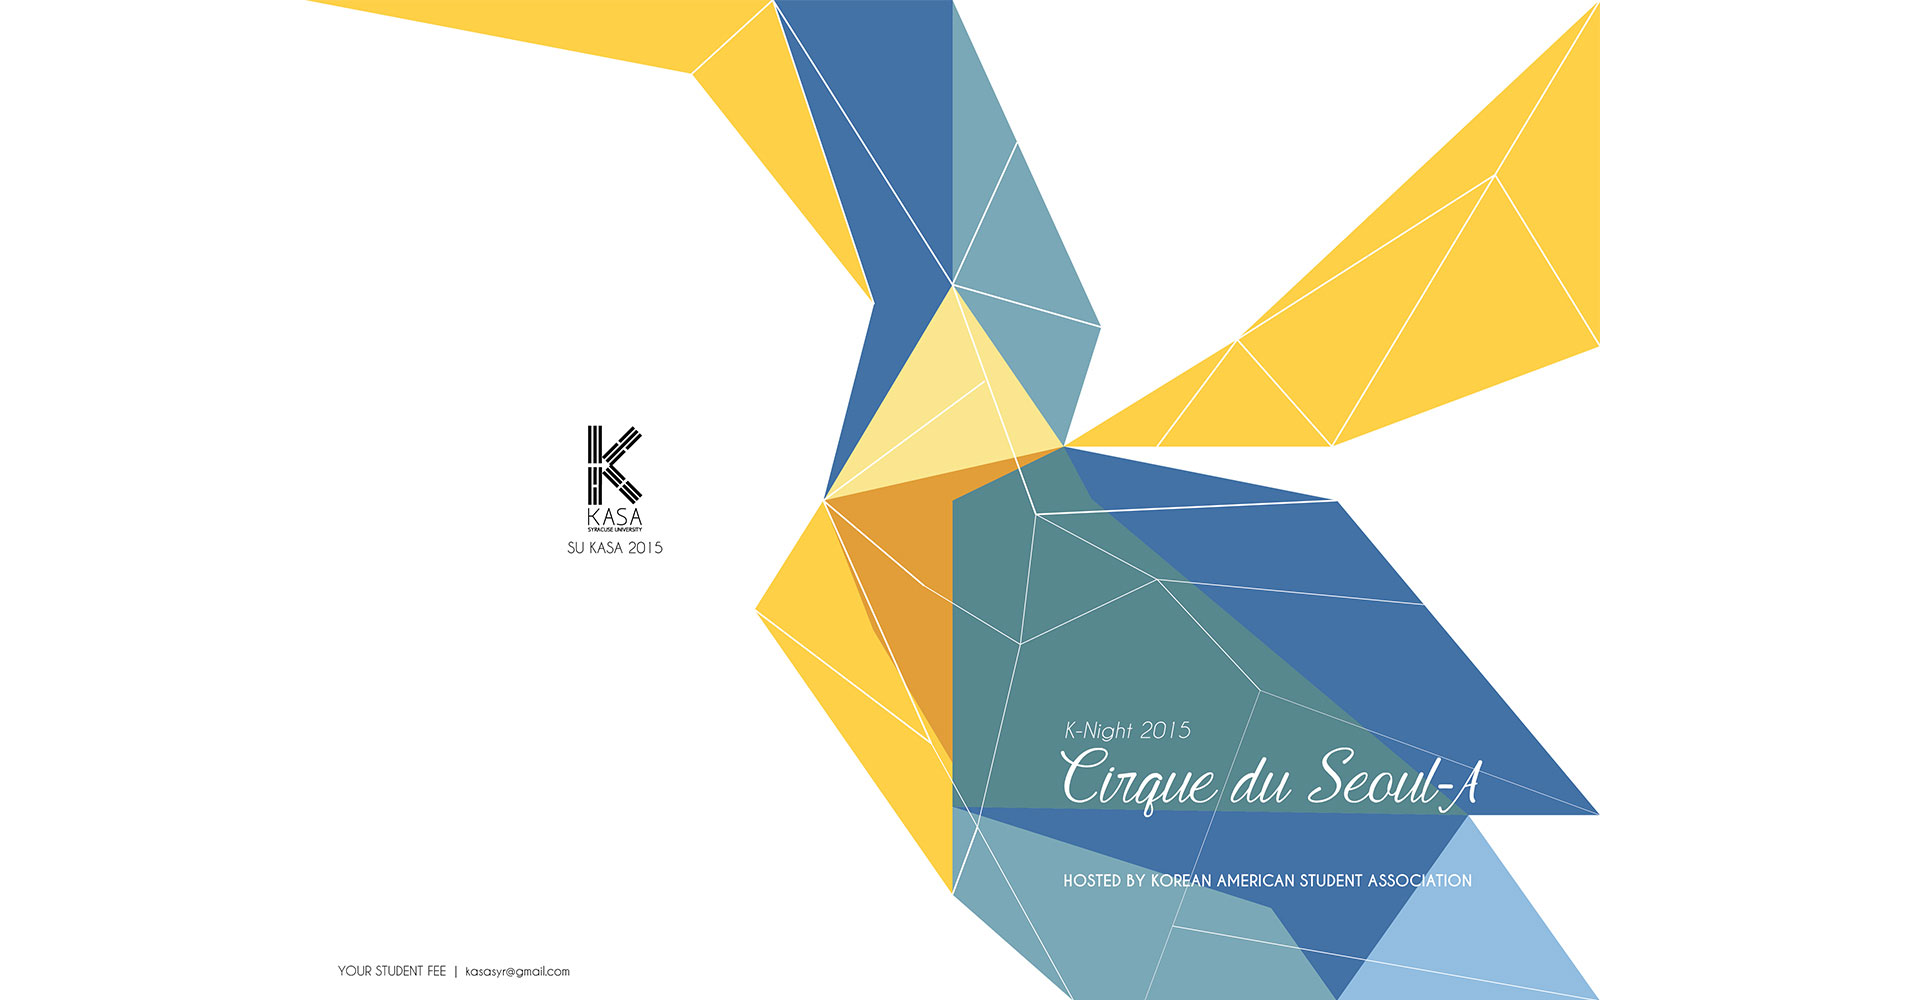 K
K
KASA
SYRACUSE UNIVERSITY
SU KASA 2015
YOUR STUDENT FEE | kasasyr@gmail.com
K-Night 2015
Cirque du Seoul-A
HOSTED BY KOREAN AMERICAN STUDENT ASSOCIATION